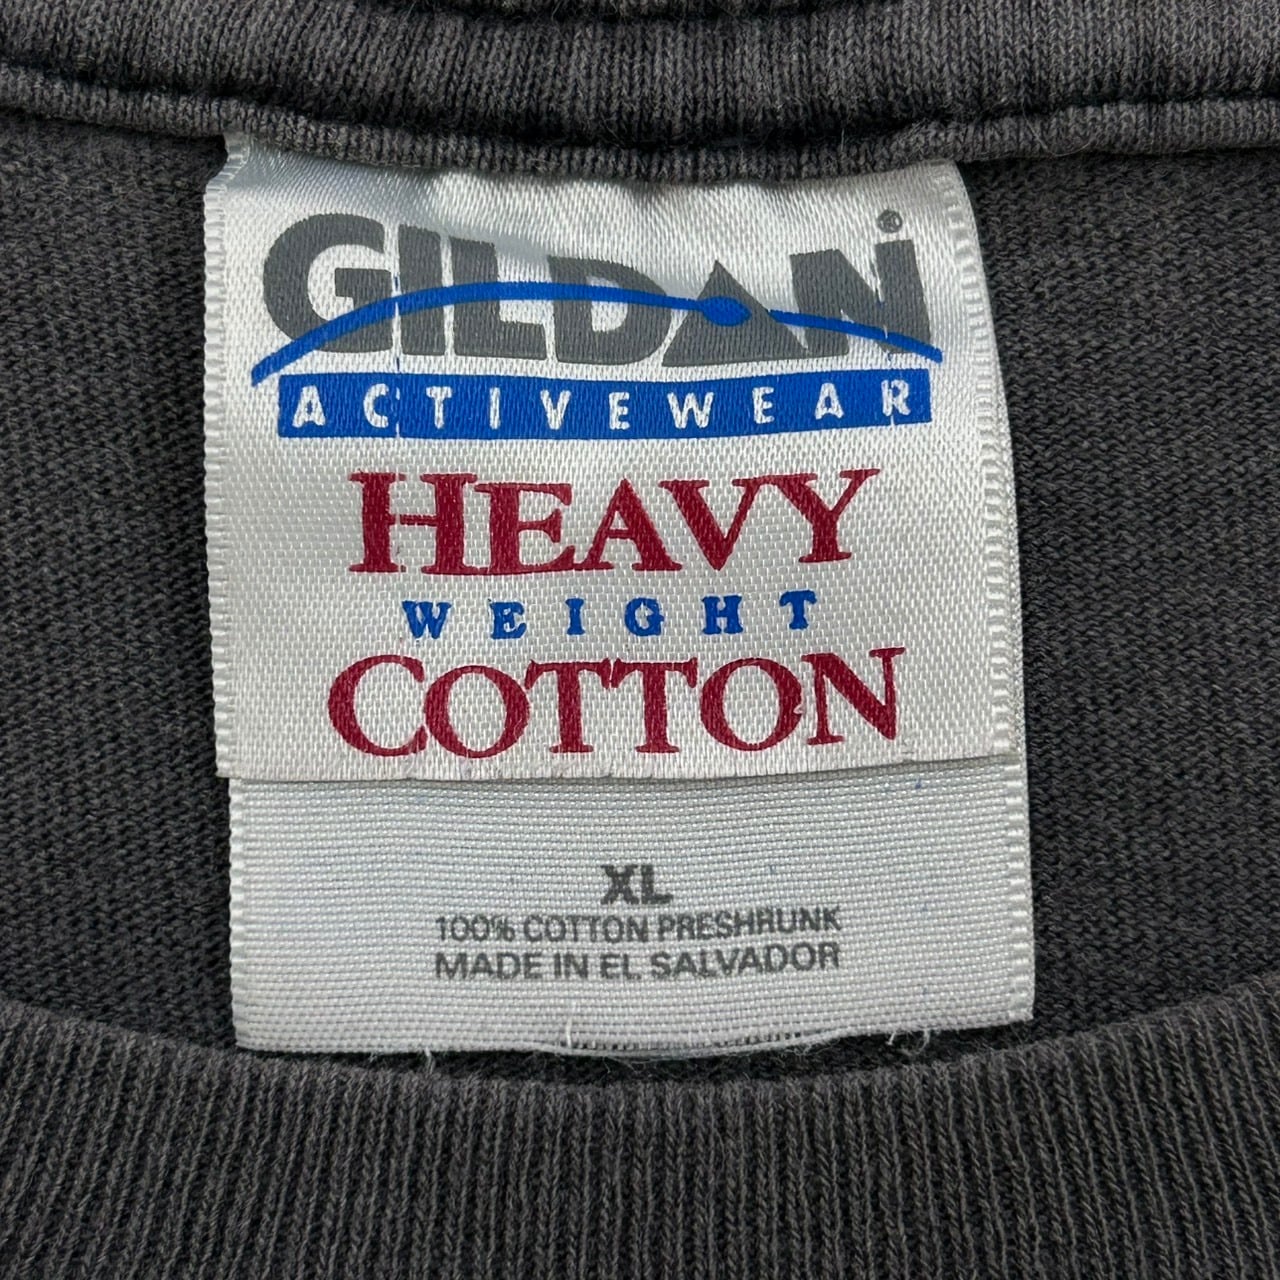 GILDAN®
ACTIVEWEAR
HEAVY
WEIGHT
COTTON
XL
100% COTTON PRESHRUNK
MADE IN EL SALVADOR